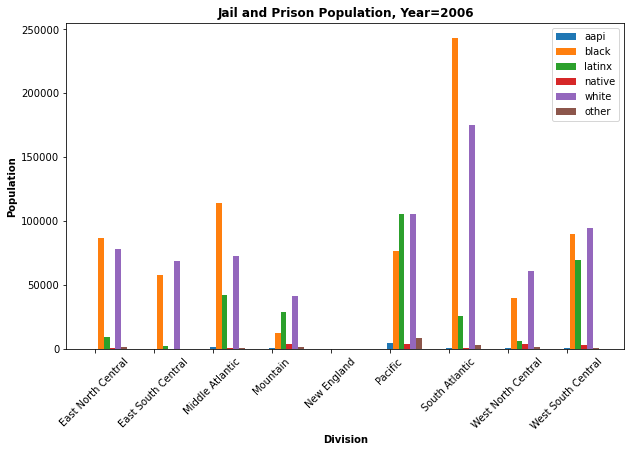 Jail and Prison Population, Year=2006
250000
200000
150000
100000
50000
0
Population
aapi
black
latinx
native
white
other
East North Central
East South Central
Middle Atlantic
Mountain
New England
Pacific
South Atlantic
West North Central
West South Central
Division